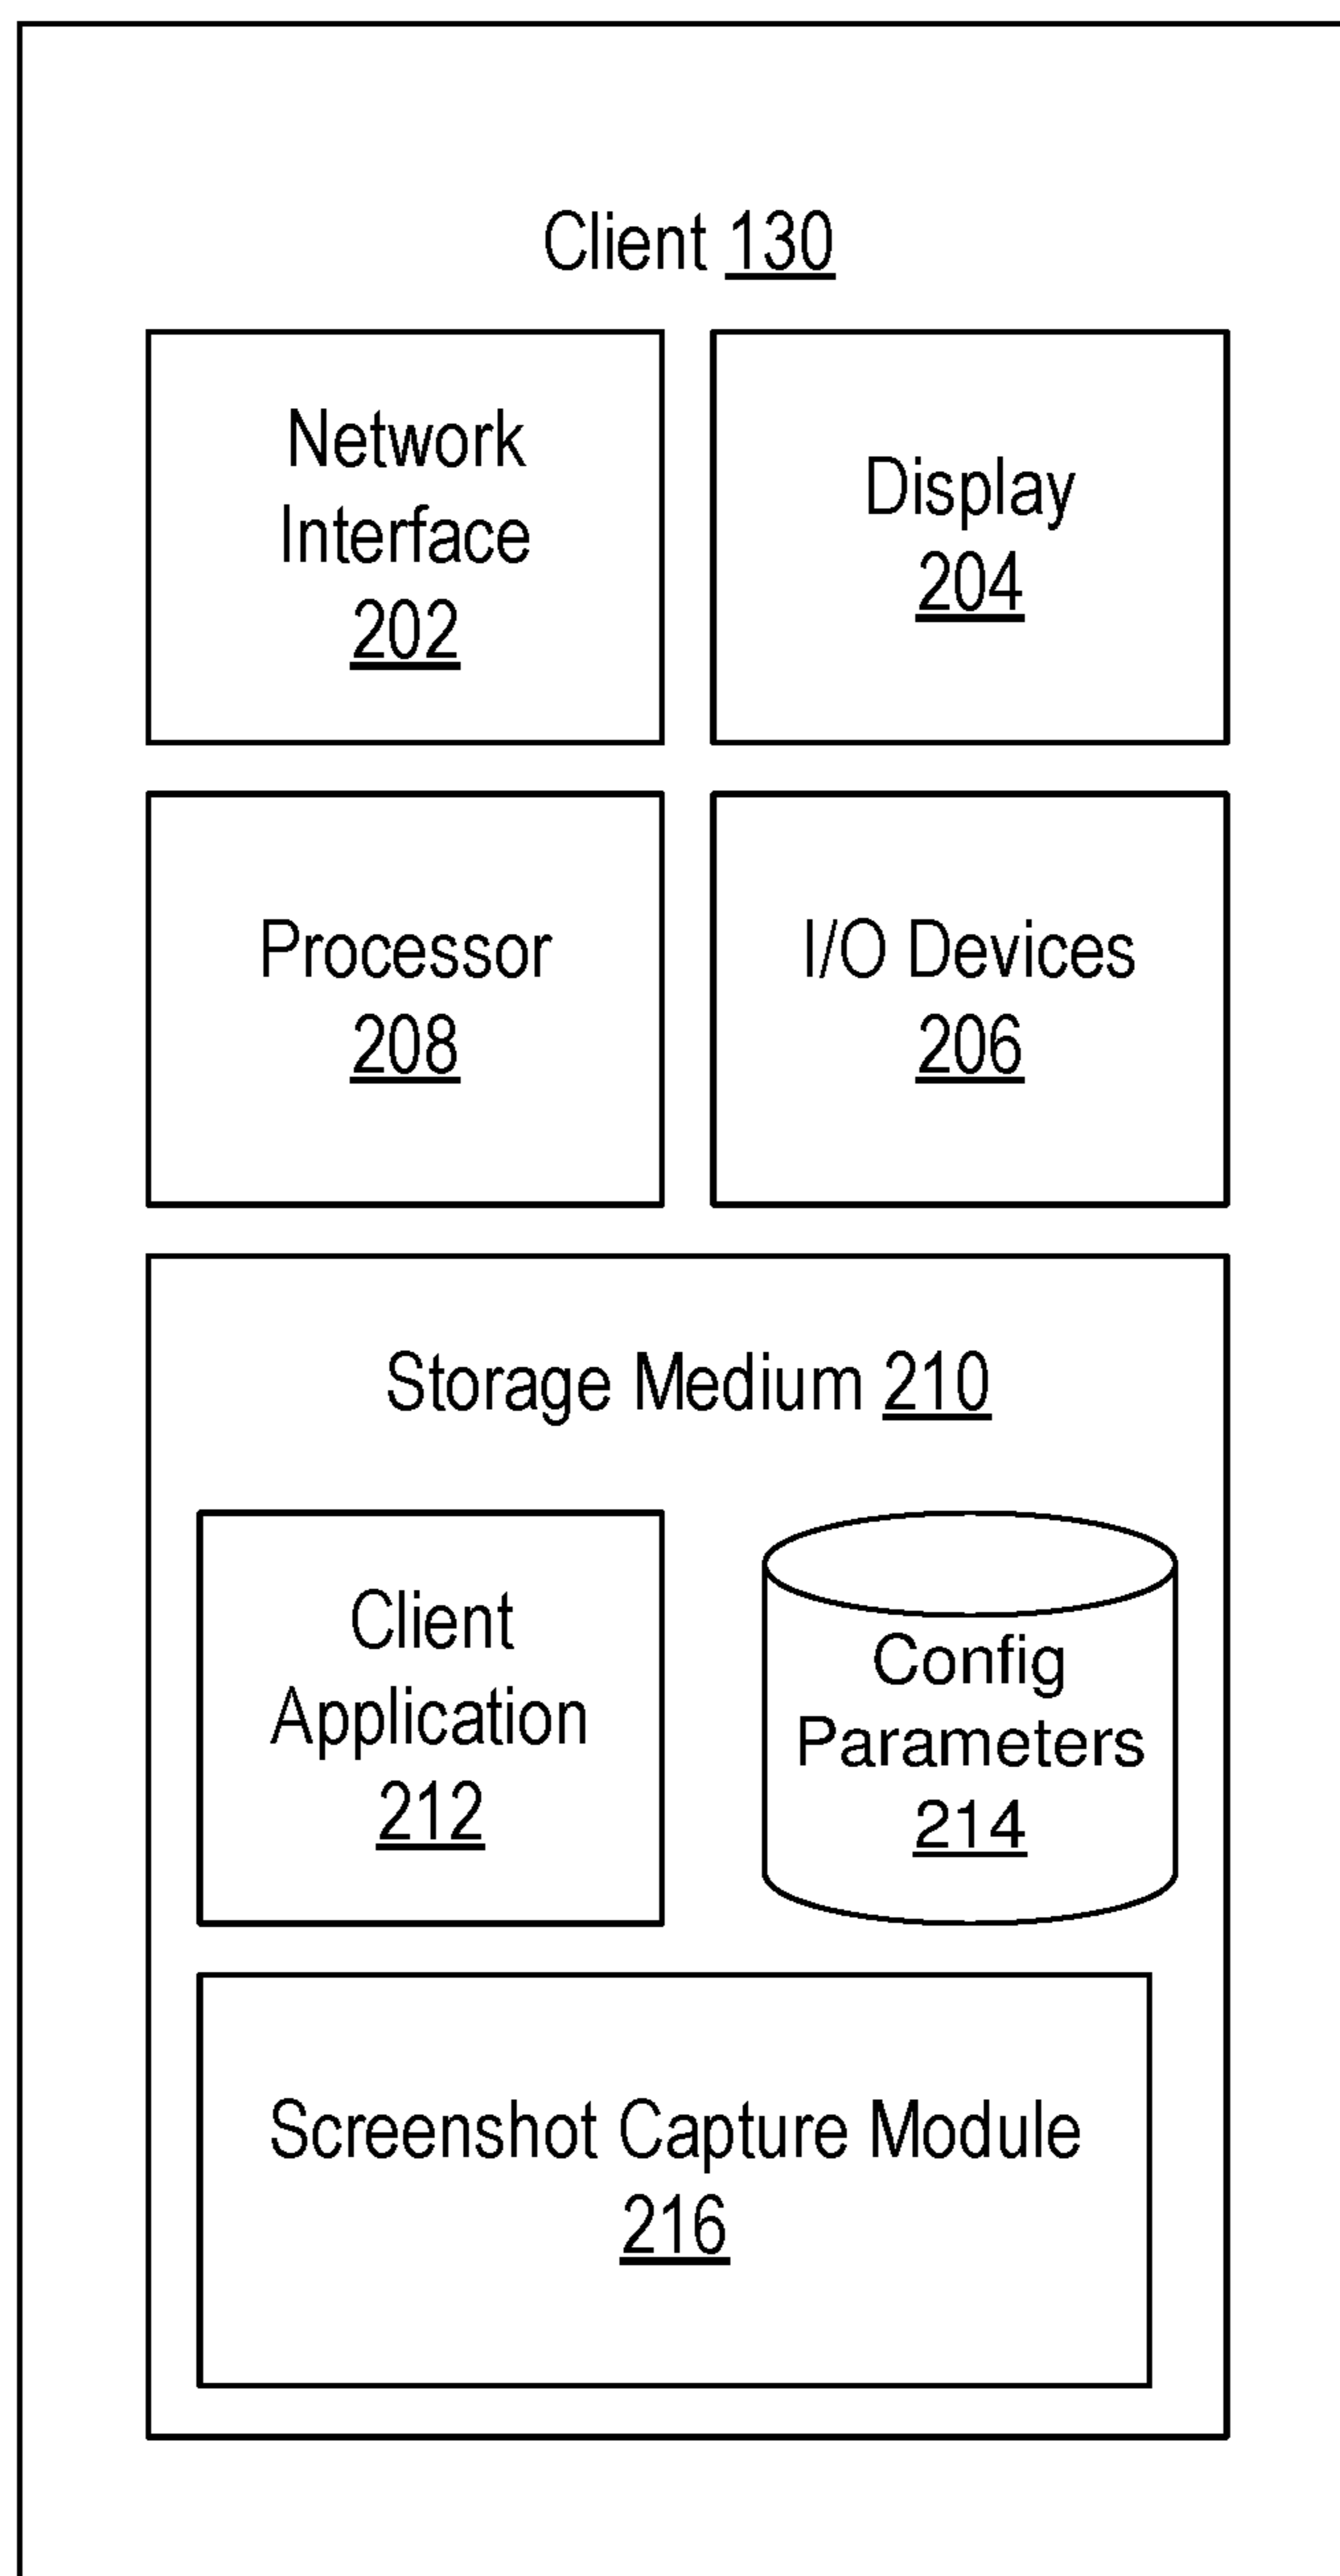 Client 130
Network
Interface
202
Display
204
Processor
208
I/O Devices
206
Storage Medium 210
Client
Application
212
Config
Parameters
214
Screenshot Capture Module
216